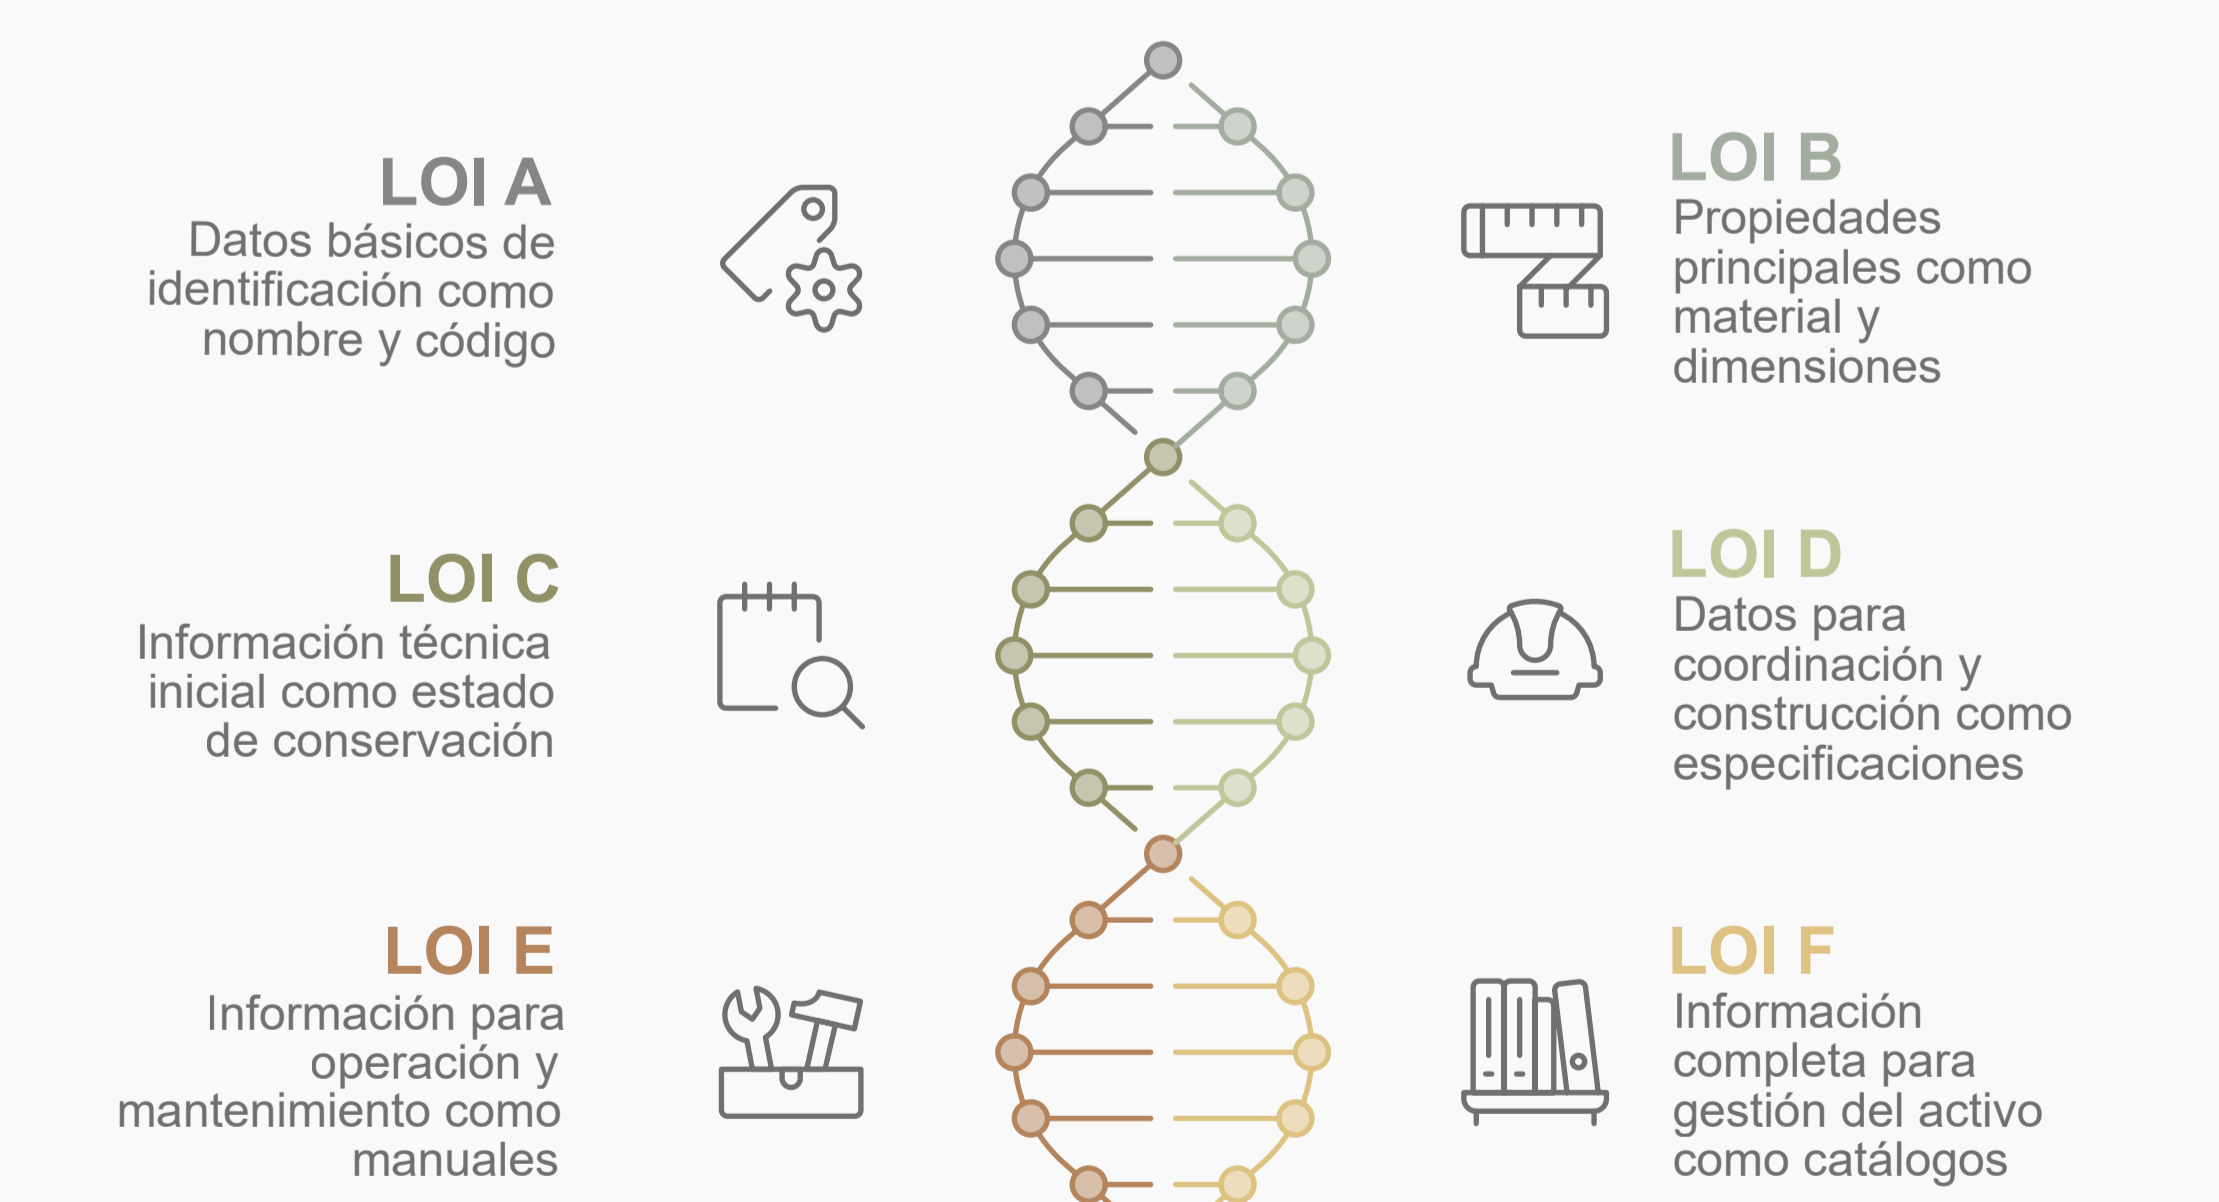 LOI A
Datos básicos de
identificación como
nombre y código
LOI B
Propiedades
principales como
material y
dimensiones
LOI C
Información técnica
inicial como estado
de conservación
LOI D
Datos para
coordinación y
construcción como
especificaciones
LOI E
Información para
operación y
mantenimiento como
manuales
LOI F
Información
completa para
gestión del activo
como catálogos